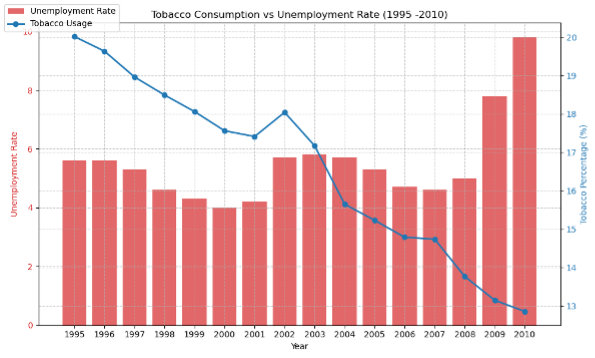 Unemployment Rate
Tobacco Usage
Tobacco Consumption vs Unemployment Rate (1995 -2010)
10
8
6
4
2
0
Unemployment Rate
20
19
18
17
16
15
14
13
Tobacco Percentage (%)
1995 1996 1997 1998 1999 2000 2001 2002 2003 2004 2005 2006 2007 2008 2009 2010
Year